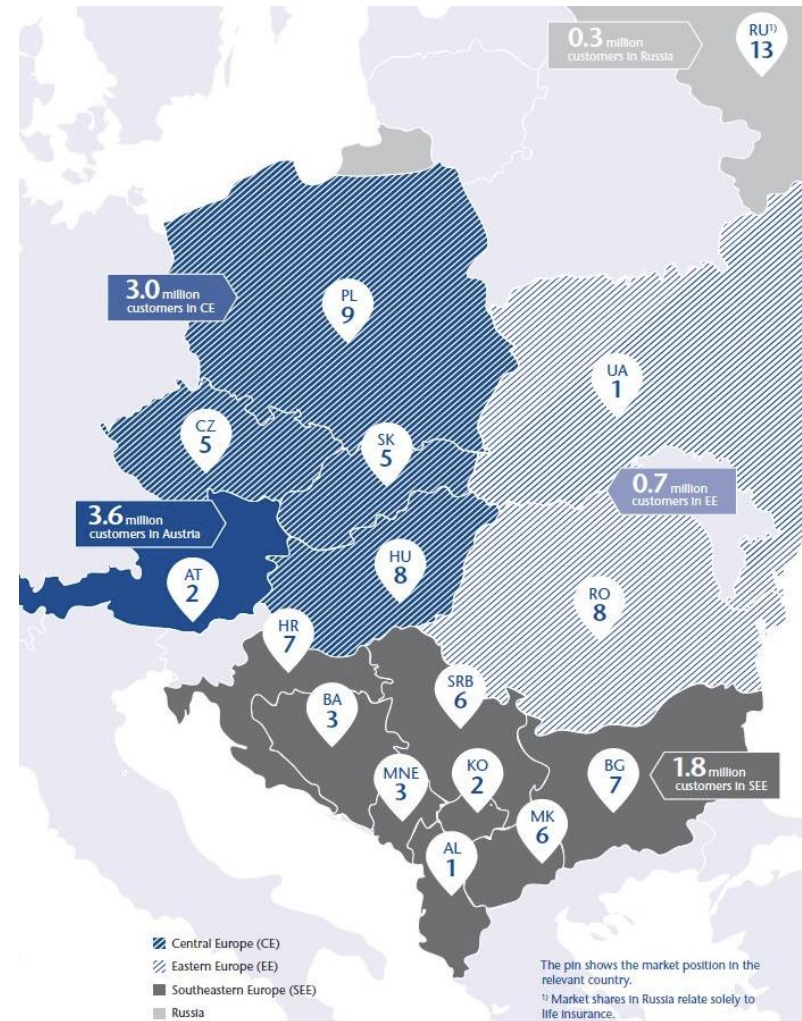 0.3 million
customers in Russia
RU1)
13
3.0 million
customers in CE
PL
9
UA
1
CZ
5
SK
5
0.7 million
customers in EE
3.6 million
customers in Austria
AT
2
HU
8
RO
8
HR
7
SRB
6
BA
3
MNE
3
KO
2
BG
7
1.8 million
customers in SEE
MK
6
AL
1
Central Europe (CE)
Eastern Europe (EE)
Southeastern Europe (SEE)
Russia
The pin shows the market position in the
relevant country.
1) Market shares in Russia relate solely to
life insurance.